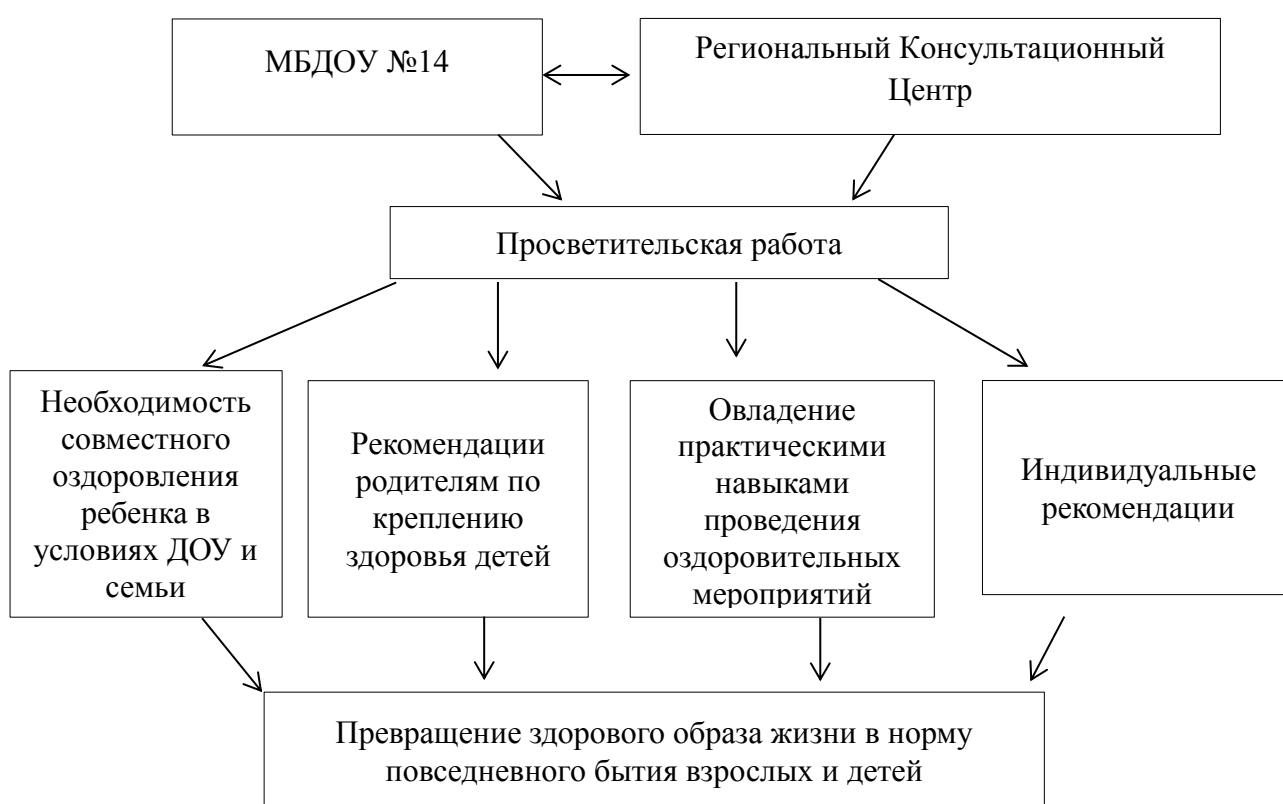 МБДОУ №14
Региональный Консультационный
Центр
Просветительская работа
Необходимость
совместного
оздоровления
ребенка в
условиях ДОУ и
семьи
Рекомендации
родителям по
креплению
здоровья детей
Овладение
практическими
навыками
проведения
оздоровительных
мероприятий
Индивидуальные
рекомендации
Превращение здорового образа жизни в норму
повседневного бытия взрослых и детей